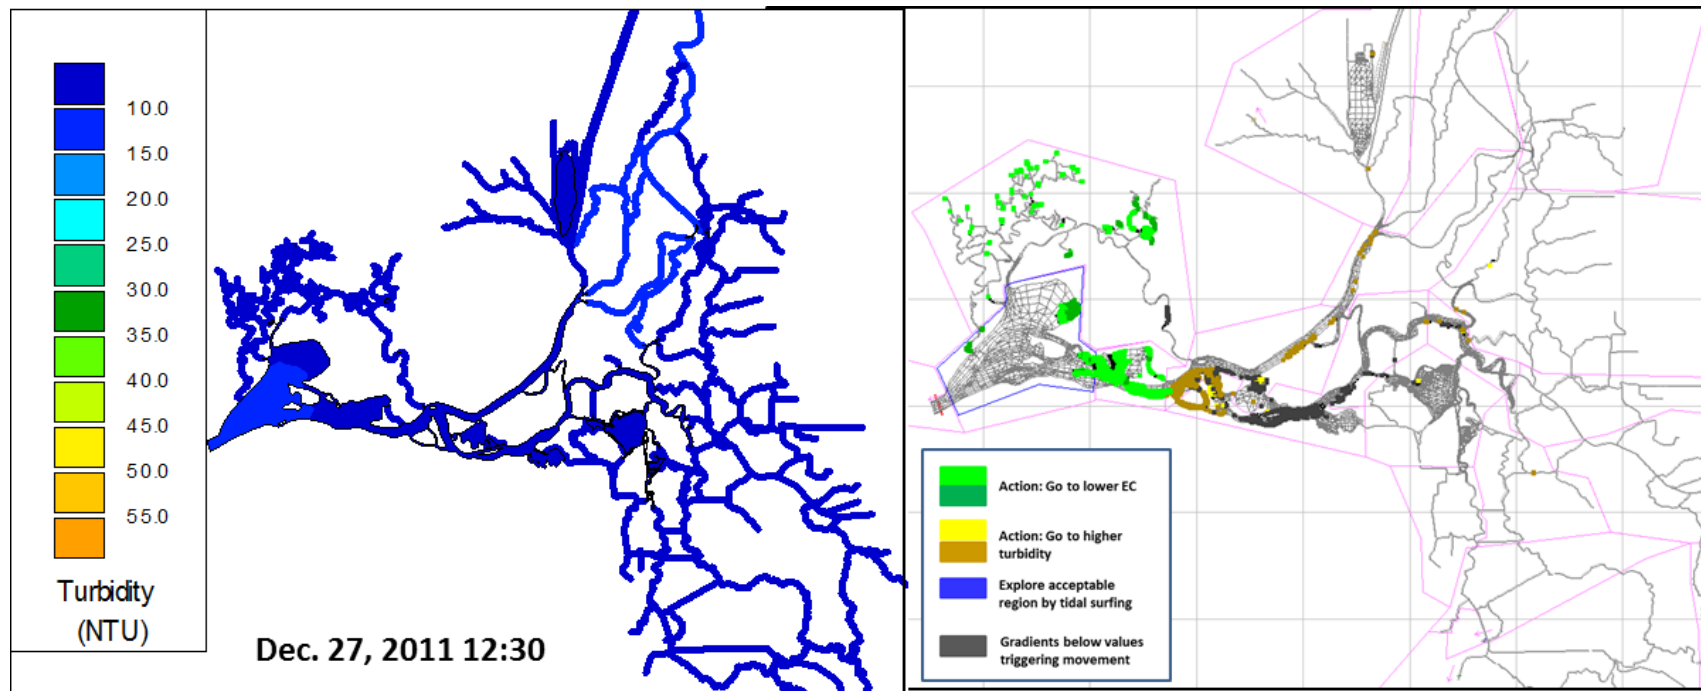 10.0
15.0
20.0
25.0
30.0
35.0
40.0
45.0
50.0
55.0
Turbidity
(NTU)
Dec. 27, 2011 12:30
Action: Go to lower EC
Action: Go to higher
turbidity
Explore acceptable
region by tidal surfing
Gradients below values
triggering movement